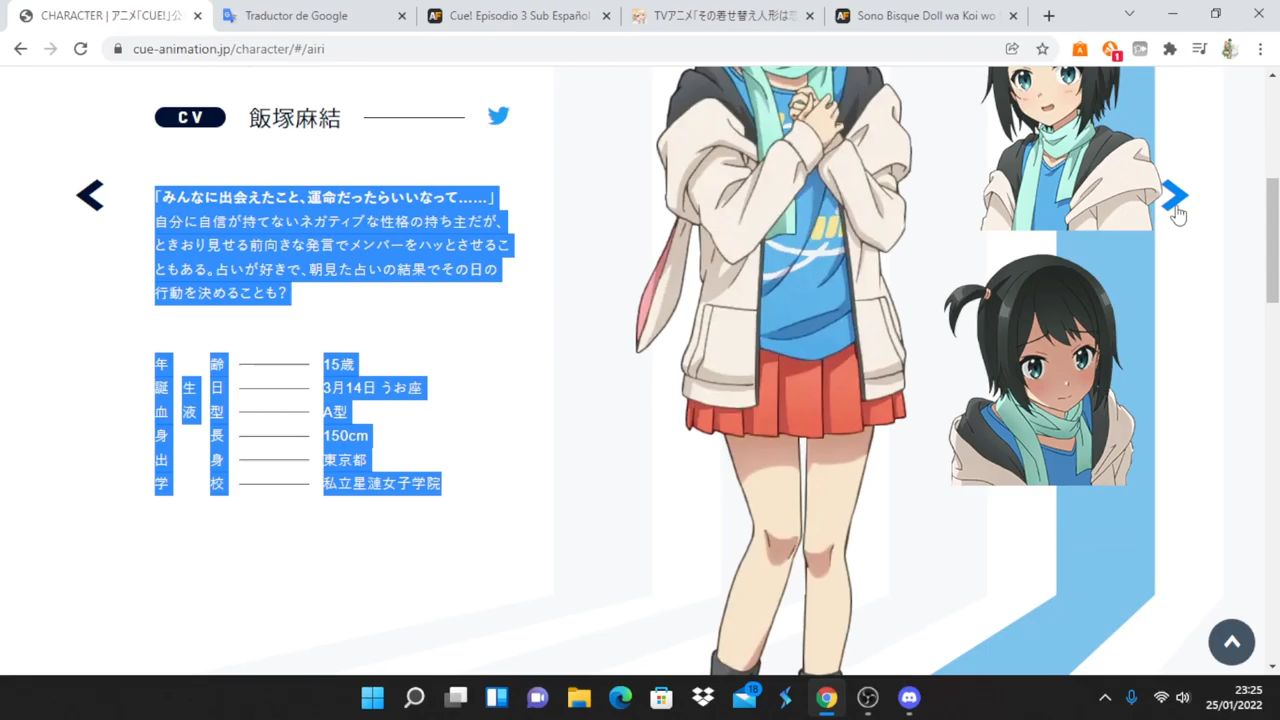 CHARACTER | アニメ「CUE!」公
Traductor de Google
Cue! Episodio 3 Sub Español
TVアニメ「その着せ替え人形は恋
Sono Bisque Doll wa Koi wo
cue-animation.jp/character/#/airi
1
CV 飯塚麻結
「みんなに出会えたこと、運命だったらいいなって……」
自分に自信が持てないネガティブな性格の持ち主だが、
ときおり見せる前向きな発言でメンバーをハッとさせるこ
ともある。占いが好きで、朝見た占いの結果でその日の
行動を決めることも?
年齢 15歳
誕生日 3月14日 うお座
血液型 A型
身長 150cm
出身 東京都
学校 私立星漣女子学院
18
23:25
25/01/2022